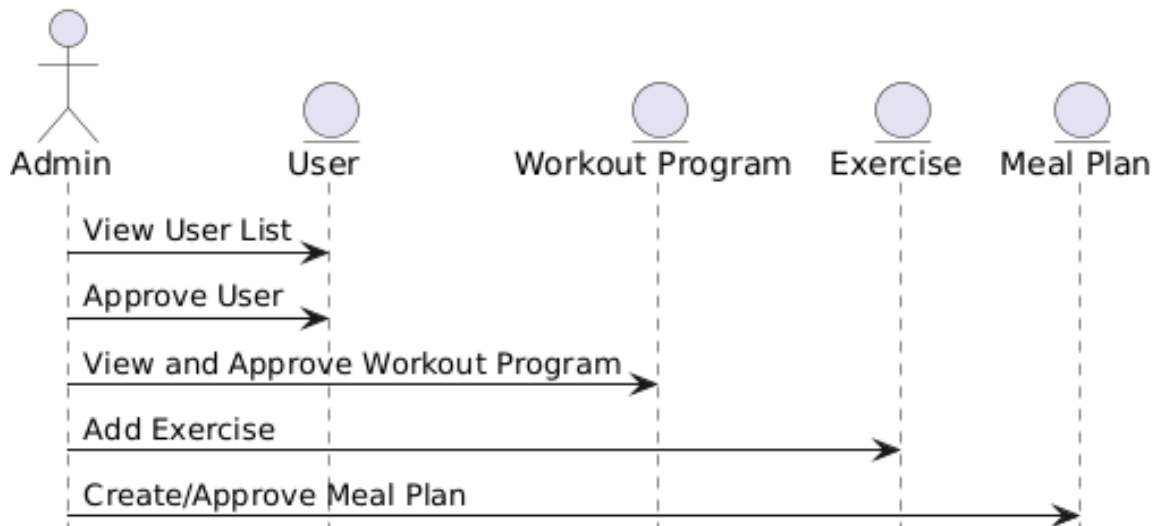 Admin
User
Workout Program
Exercise
Meal Plan
View User List
Approve User
View and Approve Workout Program
Add Exercise
Create/Approve Meal Plan